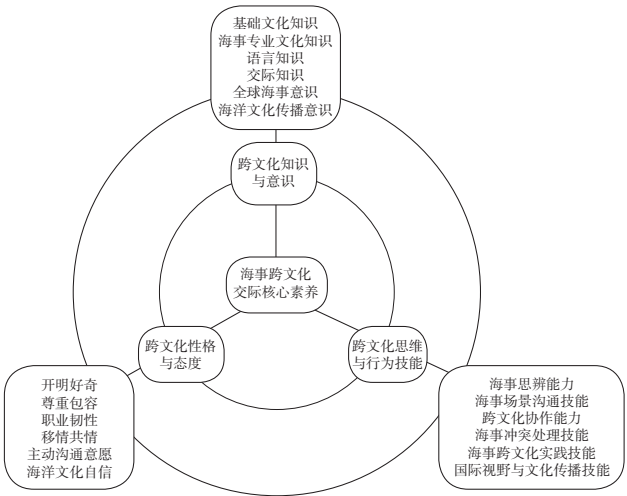 基础文化知识
海事专业文化知识
语言知识
交际知识
全球海事意识
海洋文化传播意识
跨文化知识
与意识
海事跨文化
交际核心素养
跨文化性格
与态度
跨文化思维
与行为技能
开明好奇
尊重包容
职业韧性
移情共情
主动沟通意愿
海洋文化自信
海事思辨能力
海事场景沟通技能
跨文化协作能力
海事冲突处理技能
海事跨文化实践技能
国际视野与文化传播技能